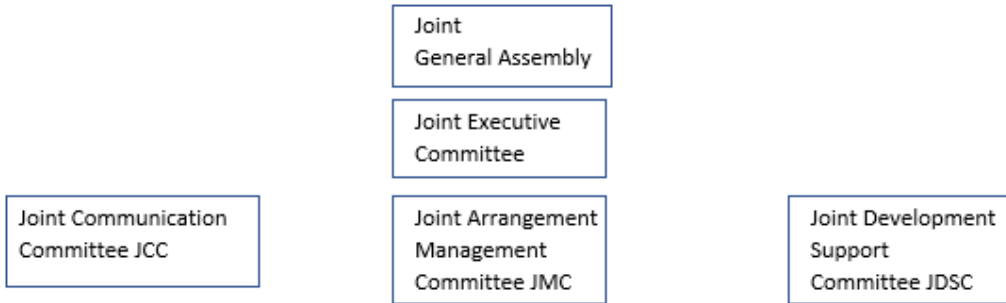 Joint
General Assembly
Joint Executive
Committee
Joint Communication
Committee JCC
Joint Arrangement
Management
Committee JMC
Joint Development
Support
Committee JDSC